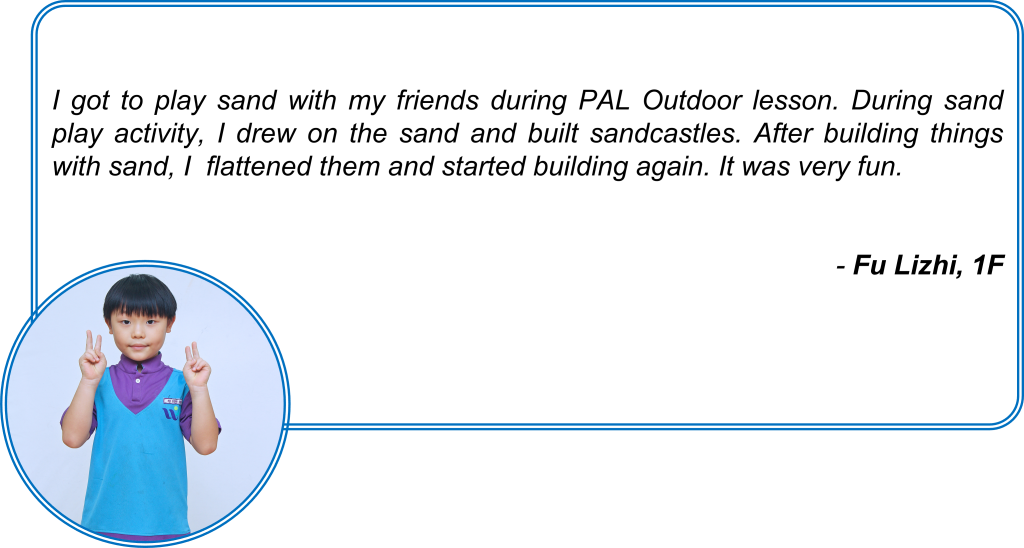 I got to play sand with my friends during PAL Outdoor lesson. During sand
play activity, I drew on the sand and built sandcastles. After building things
with sand, I  flattened them and started building again. It was very fun.
- Fu Lizhi, 1F